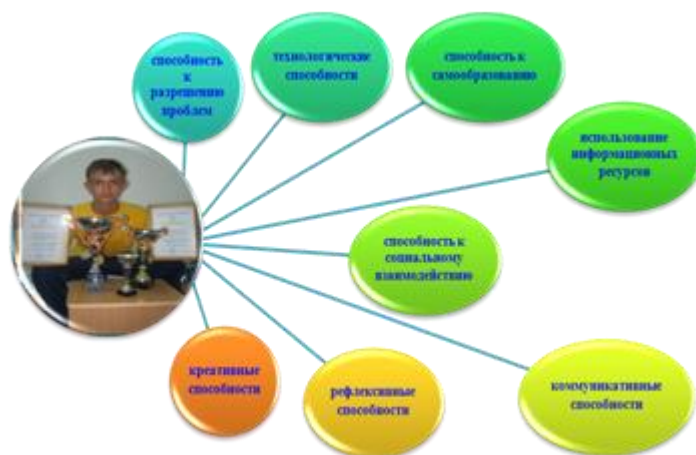 способность
к
разрешению
проблем
технологические
способности
способность к
самообразованию
использование
информационных
ресурсов
способность к
социальному
взаимодействию
коммуникативные
способности
рефлексивные
способности
креативные
способности